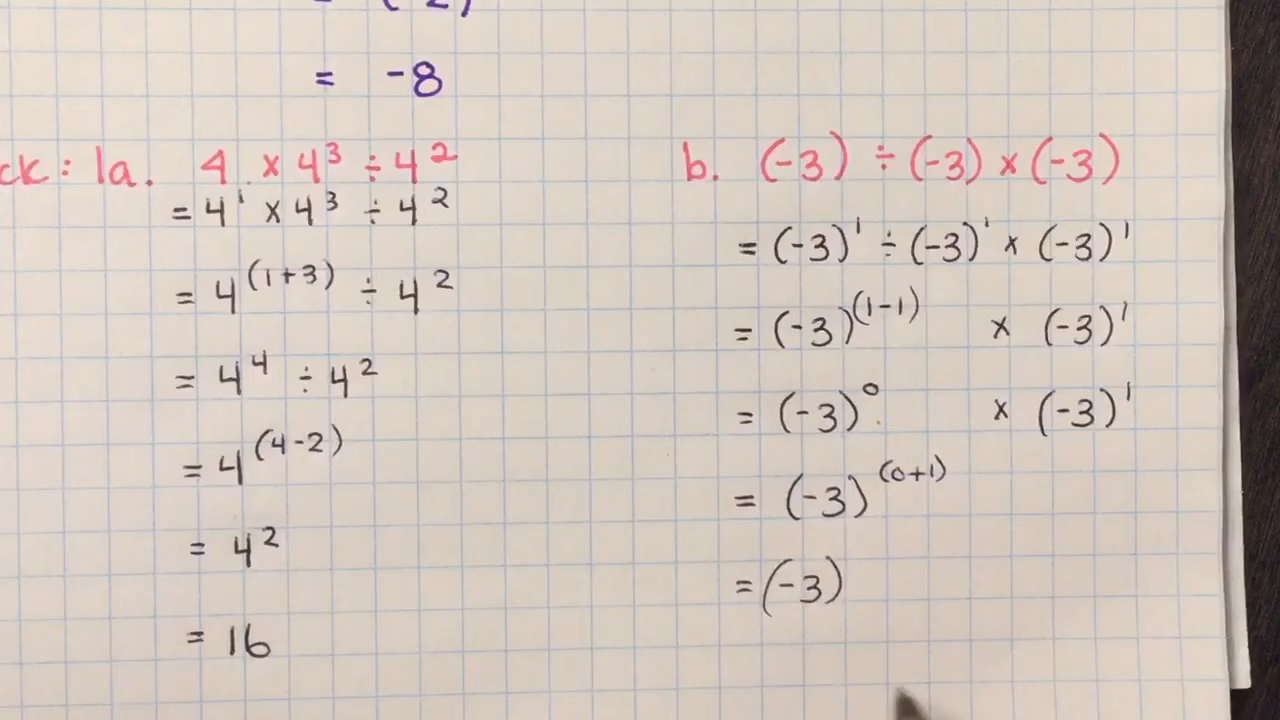 = (-2)
= -8
ck: 1a. 4 × 4³ ÷ 4²
= 4¹ × 4³ ÷ 4²
= 4⁽¹⁺³⁾ ÷ 4²
= 4⁴ ÷ 4²
= 4⁽⁴⁻²⁾
= 4²
= 16
b. (-3) ÷ (-3) × (-3)
= (-3)¹ ÷ (-3)¹ × (-3)¹
= (-3)⁽¹⁻¹⁾ × (-3)¹
= (-3)⁰ × (-3)¹
= (-3)⁽⁰⁺¹⁾
= (-3)